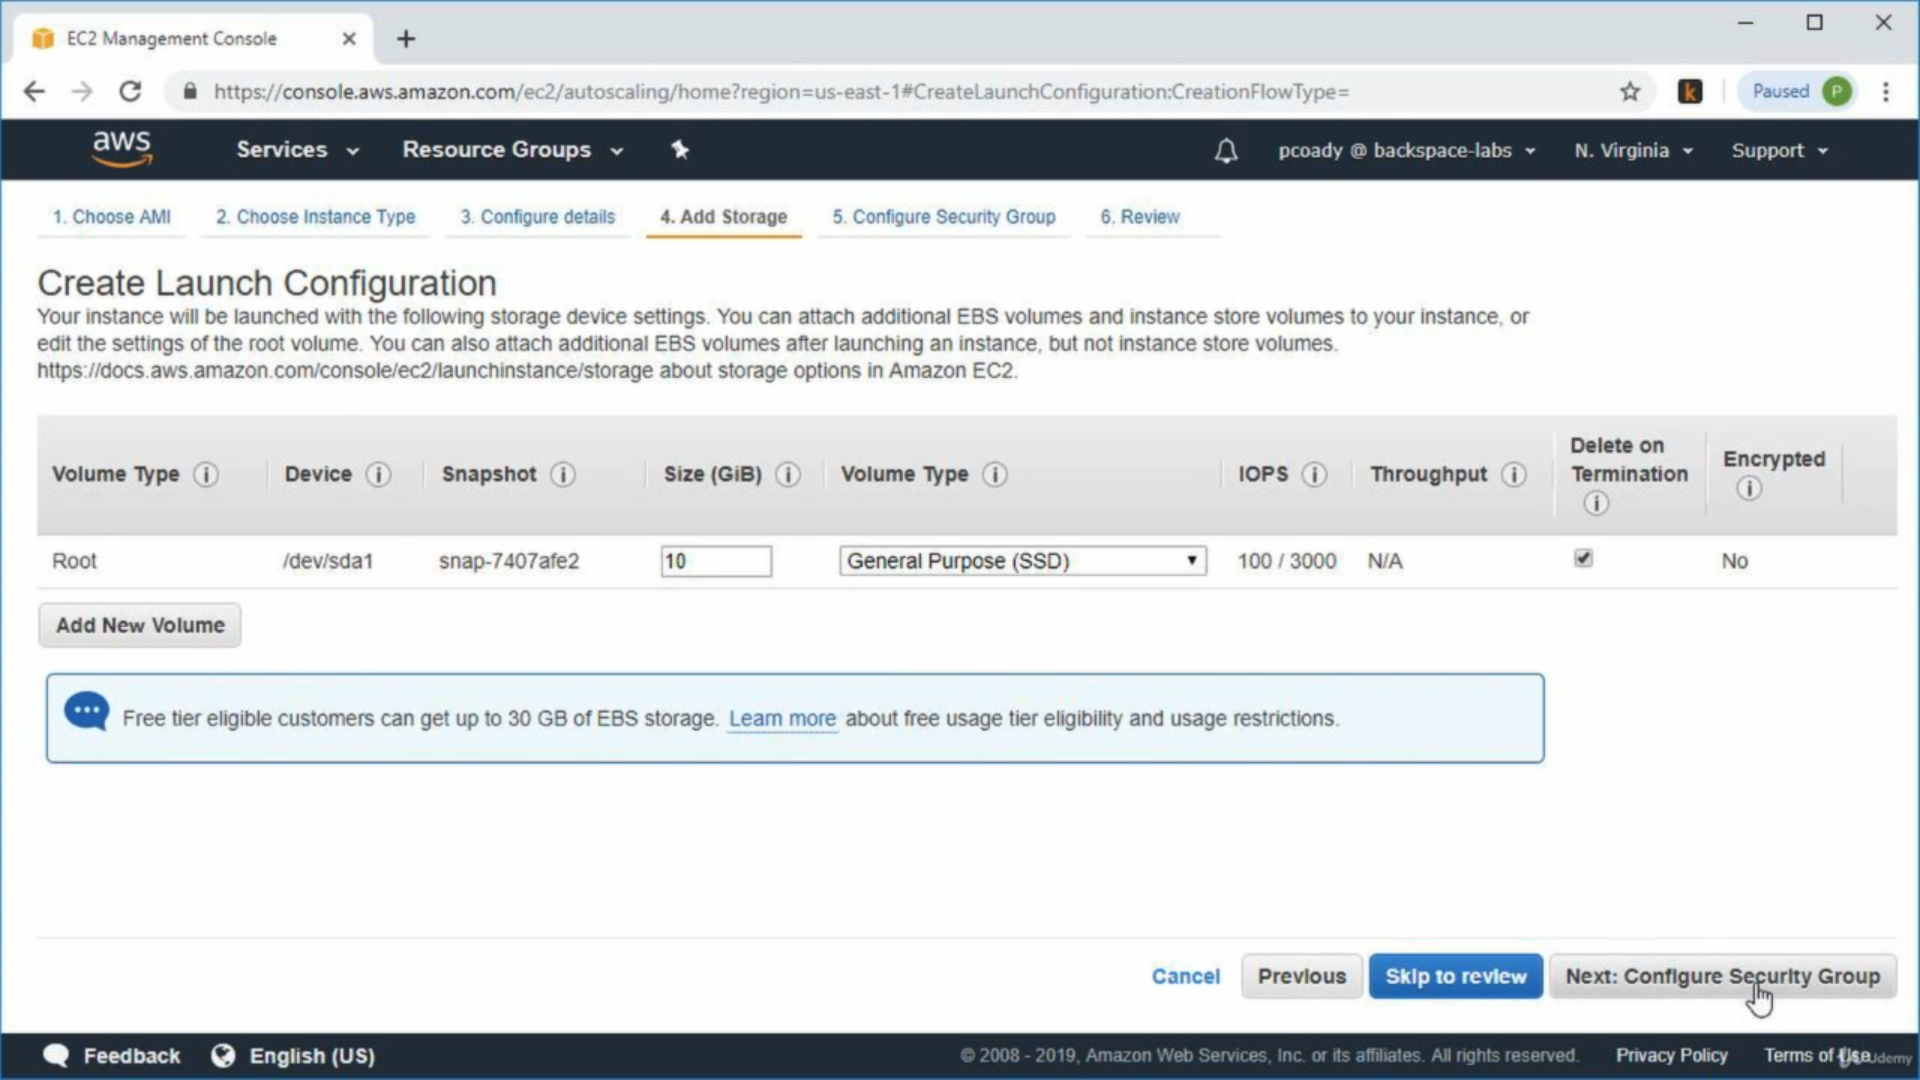 EC2 Management Console
https://console.aws.amazon.com/ec2/autoscaling/home?region=us-east-1#CreateLaunchConfiguration:CreationFlowType=
k
Paused
P
aws
Services
Resource Groups
pcoady @ backspace-labs
N. Virginia
Support
1. Choose AMI
2. Choose Instance Type
3. Configure details
4. Add Storage
5. Configure Security Group
6. Review
Create Launch Configuration
Your instance will be launched with the following storage device settings. You can attach additional EBS volumes and instance store volumes to your instance, or
edit the settings of the root volume. You can also attach additional EBS volumes after launching an instance, but not instance store volumes.
https://docs.aws.amazon.com/console/ec2/launchinstance/storage about storage options in Amazon EC2.
Volume Type i
Device i
Snapshot i
Size (GiB) i
Volume Type i
IOPS i
Throughput i
Delete on
Termination
i
Encrypted
i
Root
/dev/sda1
snap-7407afe2
10
General Purpose (SSD)
100 / 3000
N/A
No
Add New Volume
Free tier eligible customers can get up to 30 GB of EBS storage. Learn more about free usage tier eligibility and usage restrictions.
Cancel
Previous
Skip to review
Next: Configure Security Group
Feedback
English (US)
© 2008 - 2019, Amazon Web Services, Inc. or its affiliates. All rights reserved.
Privacy Policy
Terms of Use
Udemy